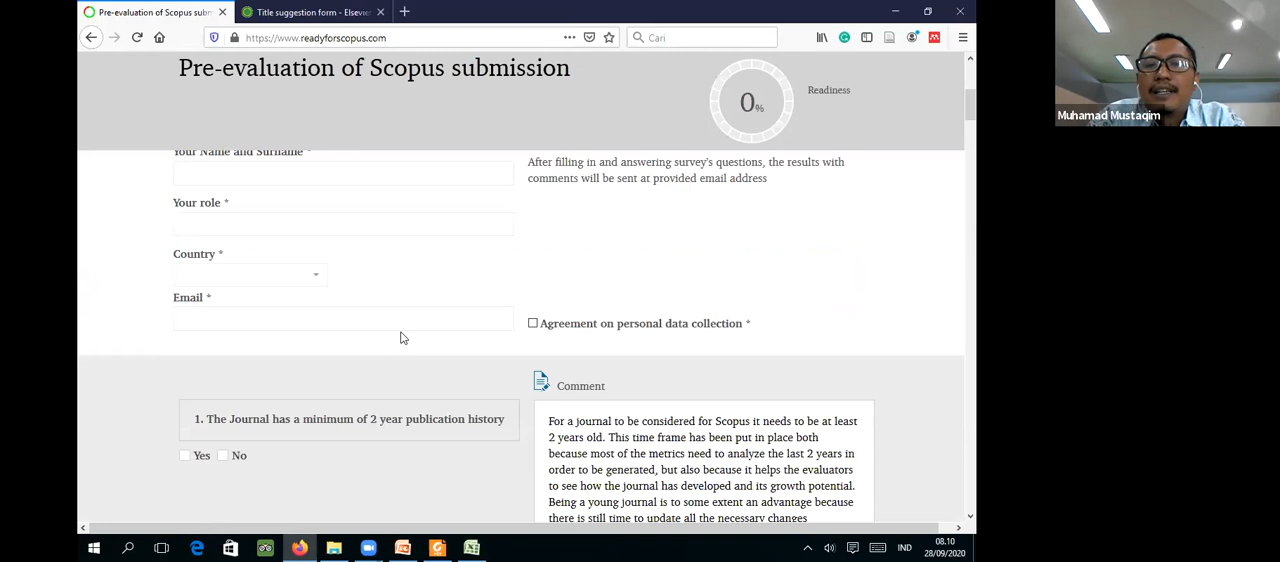 Pre-evaluation of Scopus subm
Title suggestion form - Elsevier
https://www.readyforscopus.com
Cari
Pre-evaluation of Scopus submission
0%
Readiness
Muhamad Mustaqim
Your Name and Surname *
After filling in and answering survey's questions, the results with
comments will be sent at provided email address
Your role *
Country *
Email *
Agreement on personal data collection *
Comment
1. The Journal has a minimum of 2 year publication history
Yes No
For a journal to be considered for Scopus it needs to be at least
2 years old. This time frame has been put in place both
because most of the metrics need to analyze the last 2 years in
order to be generated, but also because it helps the evaluators
to see how the journal has developed and its growth potential.
Being a young journal is to some extent an advantage because
there is still time to update all the necessary changes
IND
08.10
28/09/2020